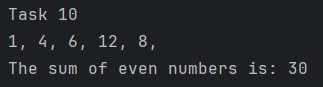 Task 10
1, 4, 6, 12, 8,
The sum of even numbers is: 30